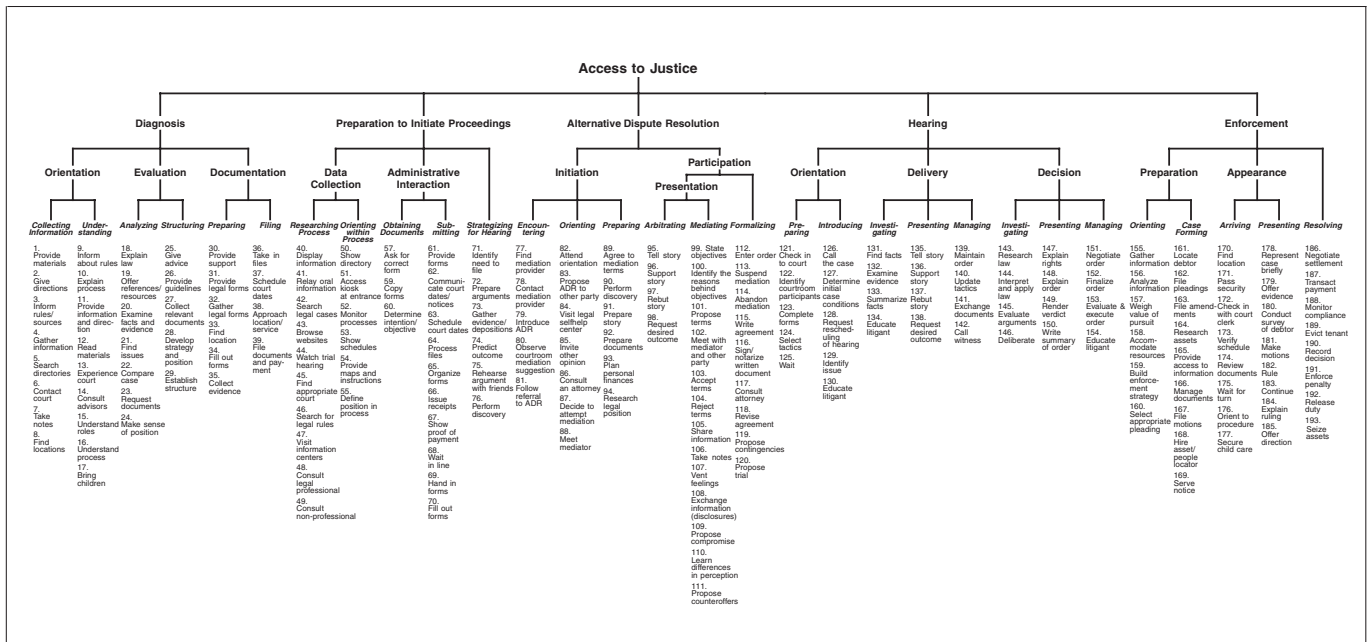 Access to Justice
Diagnosis
Preparation to Initiate Proceedings
Alternative Dispute Resolution
Hearing
Enforcement
Orientation
Evaluation
Documentation
Data
Collection
Administrative
Interaction
Initiation
Participation
Presentation
Orientation
Delivery
Decision
Preparation
Appearance
Collecting
Information
1.
Provide
materials
2.
Give
directions
3.
Inform
rules/
sources
4.
Gather
information
5.
Search
directories
6.
Contact
court
7.
Take
notes
8.
Find
locations
Under-
standing
9.
Inform
about rules
10.
Explain
process
11.
Provide
information
and direc-
tion
12.
Read
materials
13.
Experience
court
14.
Consult
advisors
15.
Understand
roles
16.
Understand
process
17.
Bring
children
Analyzing
18.
Explain
law
19.
Offer
references/
resources
20.
Examine
facts and
evidence
21.
Find
issues
22.
Compare
case
23.
Request
documents
24.
Make sense
of position
Structuring
25.
Give
advice
26.
Provide
guidelines
27.
Collect
relevant
documents
28.
Develop
strategy
and
position
29.
Establish
structure
Preparing
30.
Provide
support
31.
Provide
legal forms
32.
Gather
legal forms
33.
Find
location
34.
Fill out
forms
35.
Collect
evidence
Filing
36.
Take in
files
37.
Schedule
court
dates
38.
Approach
location/
service
39.
File
documents
and pay-
ment
Researching
Process
40.
Display
information
41.
Relay oral
information
42.
Search
legal cases
43.
Browse
websites
44.
Watch trial
hearing
45.
Find
appropriate
court
46.
Search for
legal rules
47.
Visit
information
centers
48.
Consult
legal
professional
49.
Consult
non-professional
Orienting
within
Process
50.
Show
directory
51.
Access
kiosk
at entrance
52.
Monitor
processes
53.
Show
schedules
54.
Provide
maps and
instructions
55.
Define
position in
process
Obtaining
Documents
57.
Ask for
correct
form
58.
Copy
forms
59.
Determine
intention/
objective
Sub-
mitting
61.
Provide
forms
62.
Communi-
cate court
dates/
notices
63.
Schedule
court dates
64.
Process
files
65.
Organize
forms
66.
Issue
receipts
67.
Show
proof of
payment
68.
Wait
in line
69.
Hand in
forms
70.
Fill out
forms
Strategizing
for Hearing
71.
Identify
need to
file
72.
Prepare
arguments
73.
Gather
evidence/
depositions
74.
Predict
outcome
75.
Rehearse
argument
with friends
76.
Perform
discovery
Encoun-
tering
77.
Find
mediation
provider
78.
Contact
mediation
provider
79.
Introduce
ADR
80.
Observe
courtroom
mediation
suggestion
81.
Follow
referral
to ADR
Orienting
82.
Attend
orientation
83.
Propose
ADR to
other party
84.
Visit legal
selfhelp
center
85.
Invite
other
opinion
86.
Consult
an attorney
87.
Decide to
attempt
mediation
88.
Meet
mediator
Preparing
89.
Agree to
mediation
terms
90.
Perform
discovery
91.
Prepare
story
92.
Prepare
documents
93.
Plan
personal
finances
94.
Research
legal
position
Arbitrating
95.
Tell story
96.
Support
story
97.
Rebut
story
98.
Request
desired
outcome
Mediating
99. State
objectives
100.
Identify the
reasons
behind
objectives
101.
Propose
terms
102.
Meet with
mediator
and other
party
103.
Accept
terms
104.
Reject
terms
105.
Share
information
106.
Take notes
107.
Vent
feelings
108.
Exchange
information
(disclosures)
109.
Propose
compromise
110.
Learn
differences
in perception
111.
Propose
counteroffers
Formalizing
112.
Enter order
113.
Suspend
mediation
114.
Abandon
mediation
115.
Write
agreement
116.
Sign/
notarize
written
Document
117.
Consult
attorney
118.
Revise
agreement
119.
Propose
contingencies
120.
Propose
trial
Pre-
paring
121.
Check in
to court
122.
Identify
courtroom
participants
123.
Complete
forms
124.
Select
tactics
125.
Wait
Introducing
126.
Call
the case
127.
Determine
initial
case
conditions
128.
Request
resched-
uling
of hearing
129.
Identify
issue
130.
Educate
litigant
Investi-
gating
131.
Find facts
132.
Examine
evidence
133.
Summarize
facts
134.
Educate
litigant
Presenting
135.
Tell story
136.
Support
story
137.
Rebut
story
138.
Request
desired
outcome
Managing
139.
Maintain
order
140.
Update
tactics
141.
Exchange
documents
142.
Call
witness
Investi-
gating
143.
Research
law
144.
Interpret
and apply
law
145.
Evaluate
arguments
146.
Deliberate
Presenting
147.
Explain
rights
148.
Explain
order
149.
Render
verdict
150.
Write
summary
of order
Managing
151.
Negotiate
order
152.
Finalize
order
153.
Evaluate &
execute
order
154.
Educate
litigant
Orienting
155.
Gather
information
156.
Analyze
information
157.
Weigh
value of
pursuit
158.
Accom-
modate
resources
159.
Build
enforce-
ment
strategy
160.
Select
appropriate
pleading
Case
Forming
161.
Locate
debtor
162.
File
pleadings
163.
File amend-
ments
164.
Research
assets
165.
Provide
access to
information
166.
Manage
documents
167.
File
motions
168.
Hire
asset/
people
locator
169.
Serve
notice
Arriving
170.
Find
location
171.
Pass
security
172.
Check in
with court
clerk
173.
Verify
schedule
174.
Review
documents
175.
Wait for
turn
176.
Orient to
procedure
177.
Secure
child care
Presenting
178.
Represent
case
briefly
179.
Offer
evidence
180.
Conduct
survey
of debtor
181.
Make
motions
182.
Rule
183.
Continue
184.
Explain
ruling
185.
Offer
direction
Resolving
186.
Negotiate
settlement
187.
Transact
payment
188.
Monitor
compliance
189.
Evict tenant
190.
Record
decision
191.
Enforce
penalty
192.
Release
duty
193.
Seize
assets